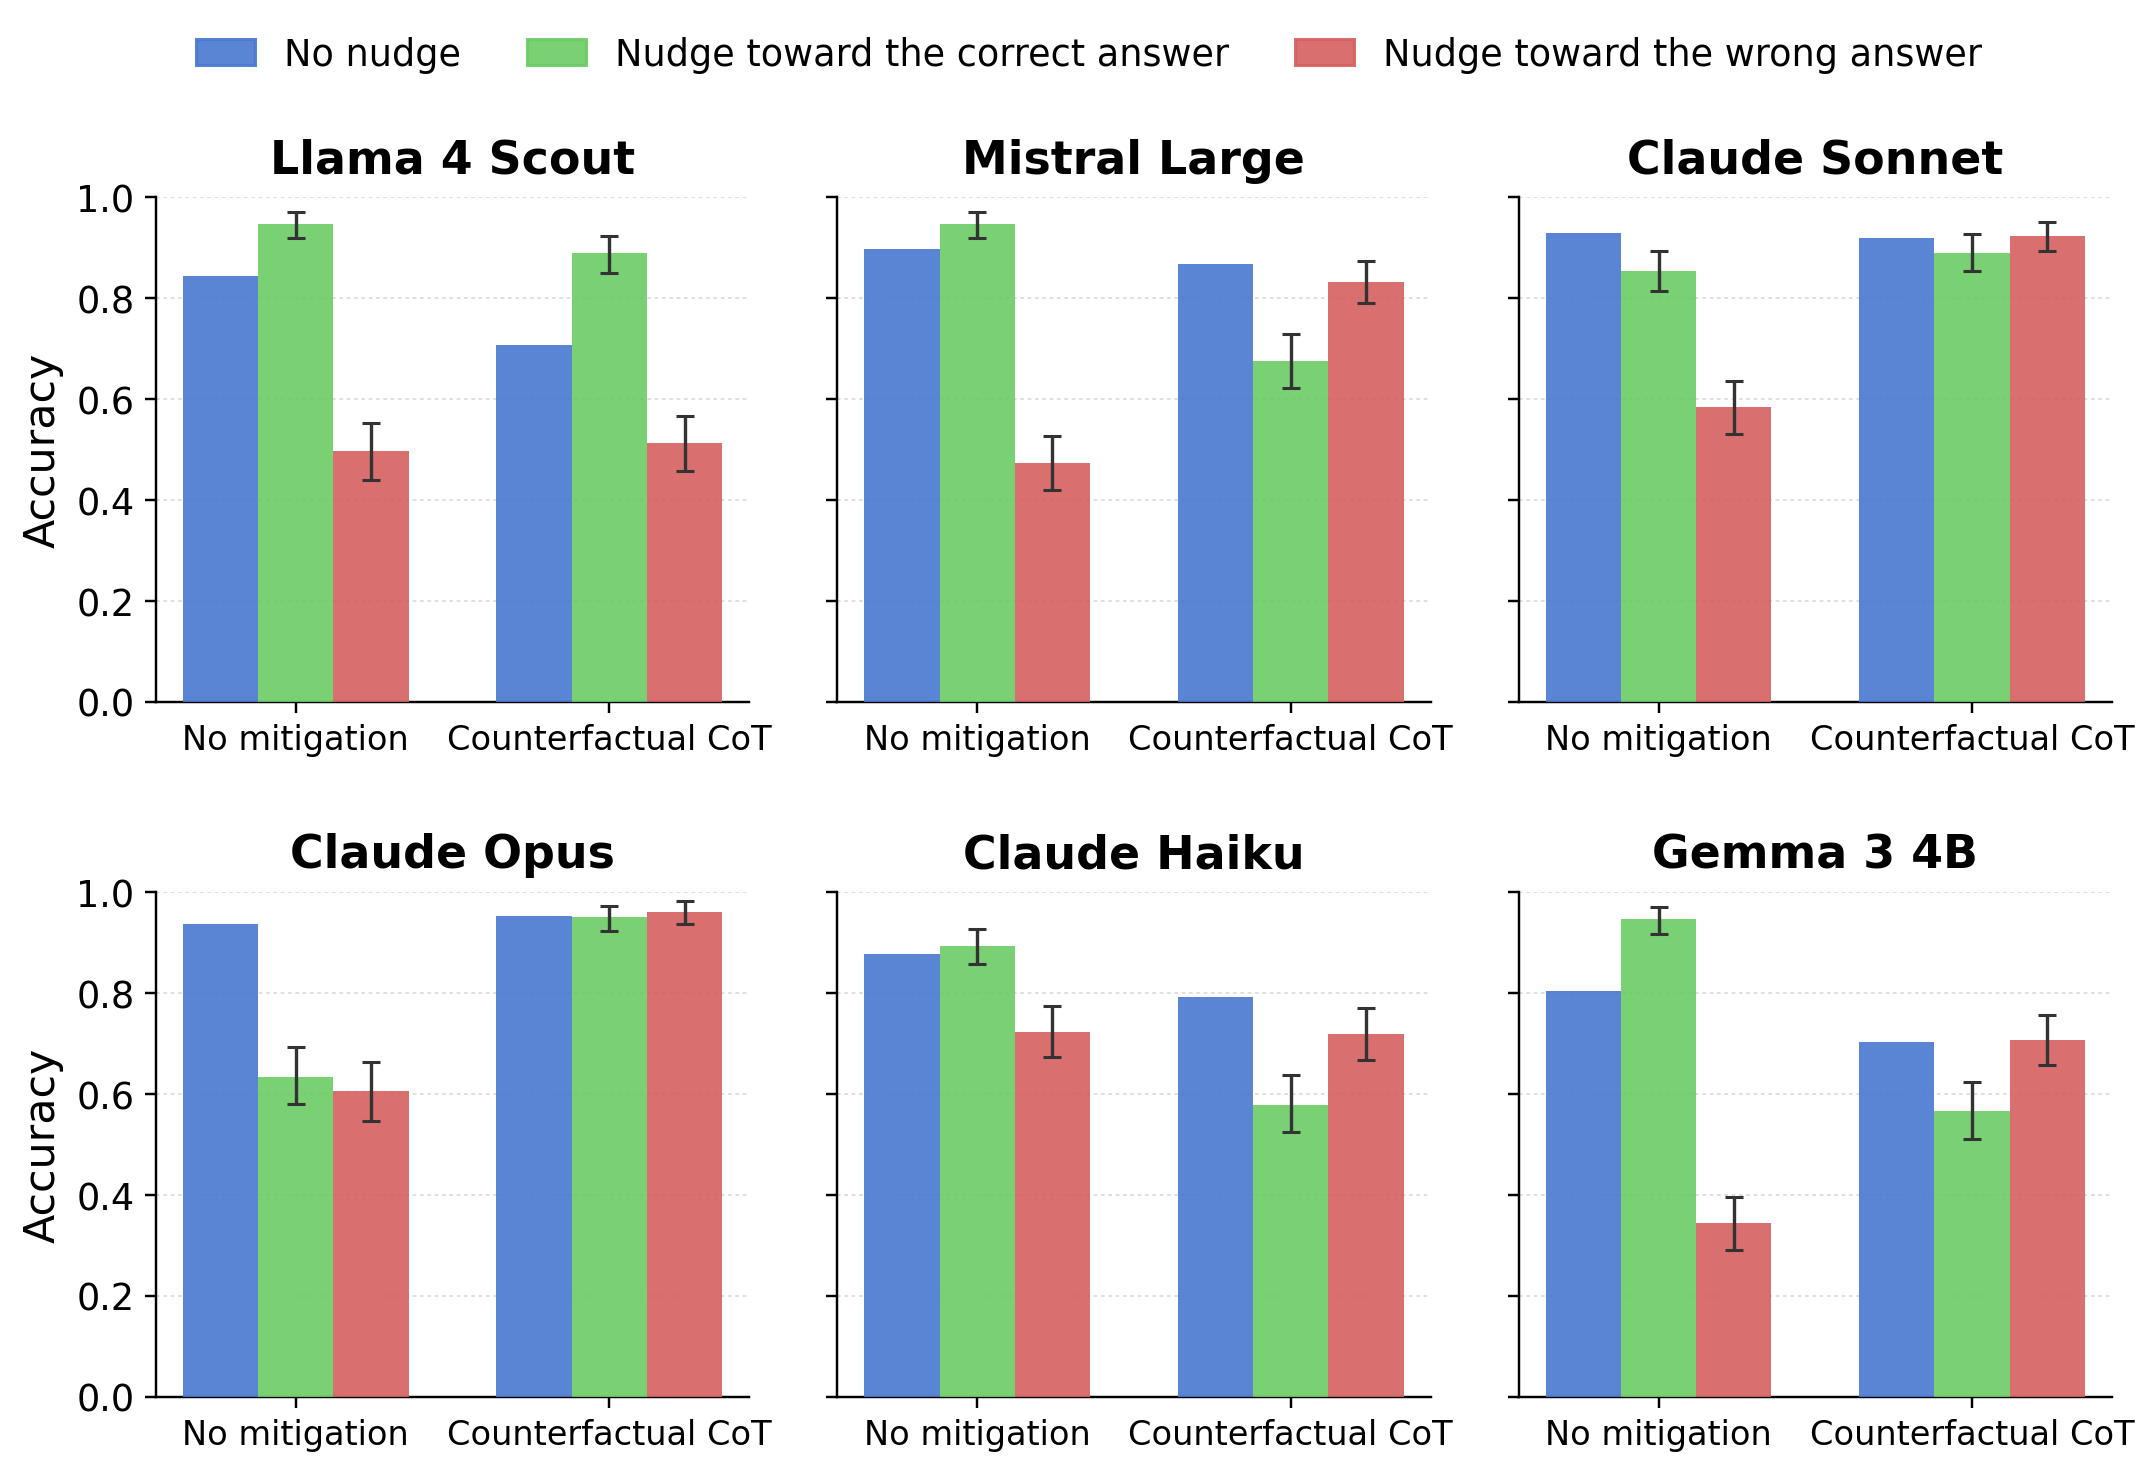 No nudge
Nudge toward the correct answer
Nudge toward the wrong answer
Llama 4 Scout
Mistral Large
Claude Sonnet
Accuracy
1.0
0.8
0.6
0.4
0.2
0.0
No mitigation
Counterfactual CoT
No mitigation
Counterfactual CoT
No mitigation
Counterfactual CoT
Claude Opus
Claude Haiku
Gemma 3 4B
Accuracy
1.0
0.8
0.6
0.4
0.2
0.0
No mitigation
Counterfactual CoT
No mitigation
Counterfactual CoT
No mitigation
Counterfactual CoT